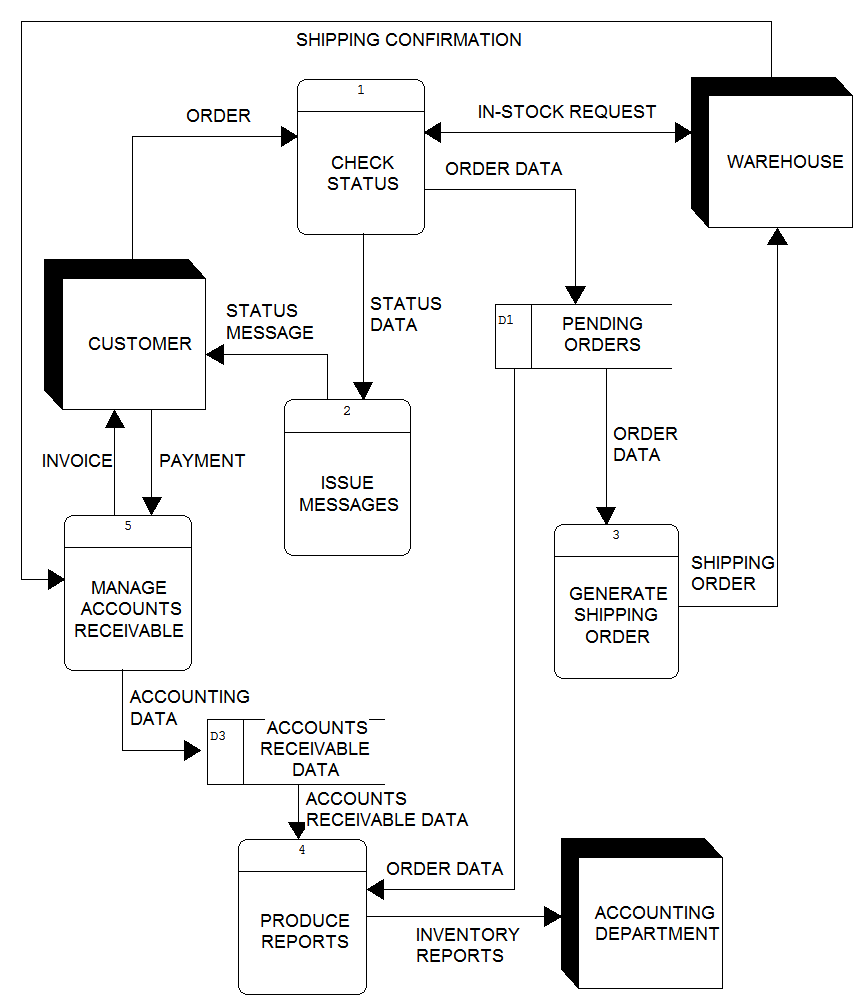 SHIPPING CONFIRMATION
1
ORDER
IN-STOCK REQUEST
CHECK
STATUS
ORDER DATA
WAREHOUSE
STATUS
MESSAGE
STATUS
DATA
D1
PENDING
ORDERS
CUSTOMER
2
INVOICE
PAYMENT
ISSUE
MESSAGES
ORDER
DATA
5
3
MANAGE
ACCOUNTS
RECEIVABLE
GENERATE
SHIPPING
ORDER
SHIPPING
ORDER
ACCOUNTING
DATA
D3
ACCOUNTS
RECEIVABLE
DATA
ACCOUNTS
RECEIVABLE DATA
4
ORDER DATA
PRODUCE
REPORTS
INVENTORY
REPORTS
ACCOUNTING
DEPARTMENT